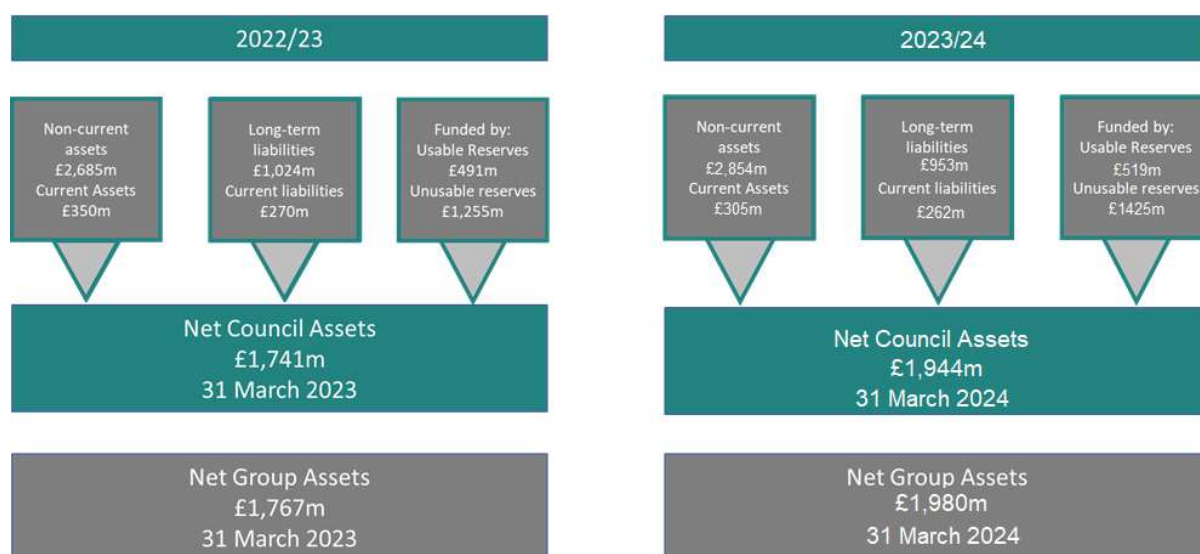 2022/23
Non-current
assets
£2,685m
Current Assets
£350m
Long-term
liabilities
£1,024m
Current liabilities
£270m
Funded by:
Usable Reserves
£491m
Unusable reserves
£1,255m
Net Council Assets
£1,741m
31 March 2023
Net Group Assets
£1,767m
31 March 2023
2023/24
Non-current
assets
£2,854m
Current Assets
£305m
Long-term
liabilities
£953m
Current liabilities
£262m
Funded by:
Usable Reserves
£519m
Unusable reserves
£1425m
Net Council Assets
£1,944m
31 March 2024
Net Group Assets
£1,980m
31 March 2024